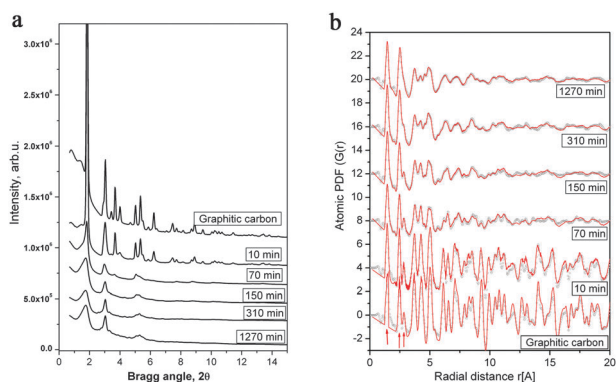 a
3.0x10⁶
2.5x10⁶
2.0x10⁶
1.5x10⁶
1.0x10⁶
5.0x10⁵
0.0
Intensity, arb.u.
Graphitic carbon
10 min
70 min
150 min
310 min
1270 min
0 2 4 6 8 10 12 14
Bragg angle, 2θ
b
24
22
20
18
16
14
12
10
8
6
4
2
0
-2
Atomic PDF (G(r)
1270 min
310 min
150 min
70 min
10 min
Graphitic carbon
0 5 10 15 20
Radial distance r[A]